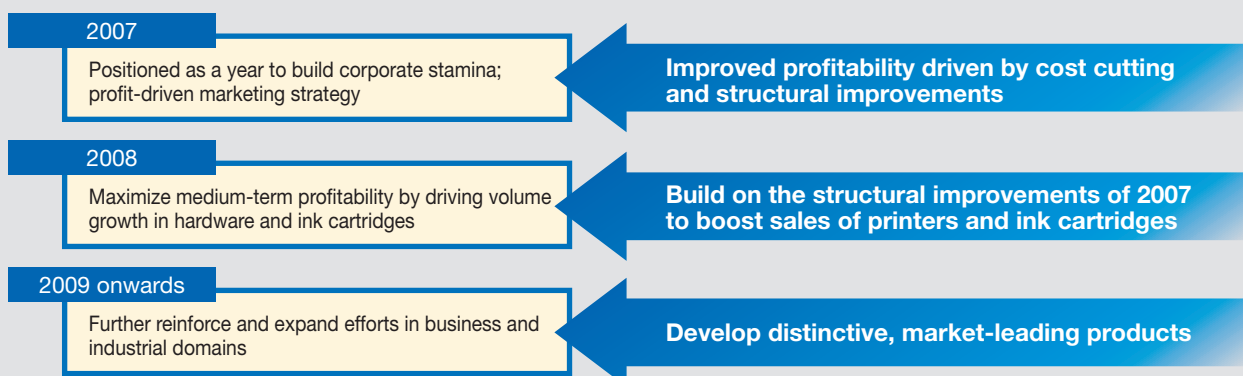 2007
Positioned as a year to build corporate stamina;
profit-driven marketing strategy
Improved profitability driven by cost cutting
and structural improvements
2008
Maximize medium-term profitability by driving volume
growth in hardware and ink cartridges
Build on the structural improvements of 2007
to boost sales of printers and ink cartridges
2009 onwards
Further reinforce and expand efforts in business and
industrial domains
Develop distinctive, market-leading products